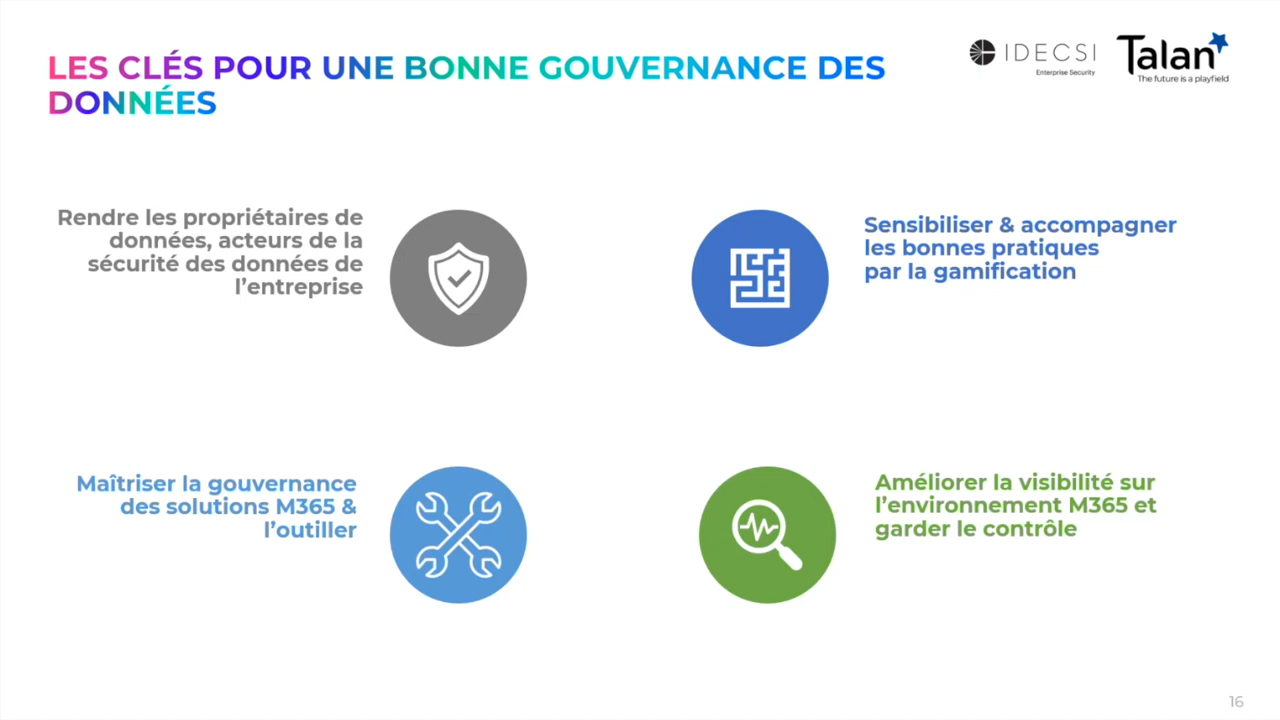 LES CLÉS POUR UNE BONNE GOUVERNANCE DES
DONNÉES
IDECSI
Enterprise Security
Talan
The future is a playfield
Rendre les propriétaires de
données, acteurs de la
sécurité des données de
l’entreprise
Sensibiliser & accompagner
les bonnes pratiques
par la gamification
Maîtriser la gouvernance
des solutions M365 &
l’outiller
Améliorer la visibilité sur
l’environnement M365 et
garder le contrôle
16